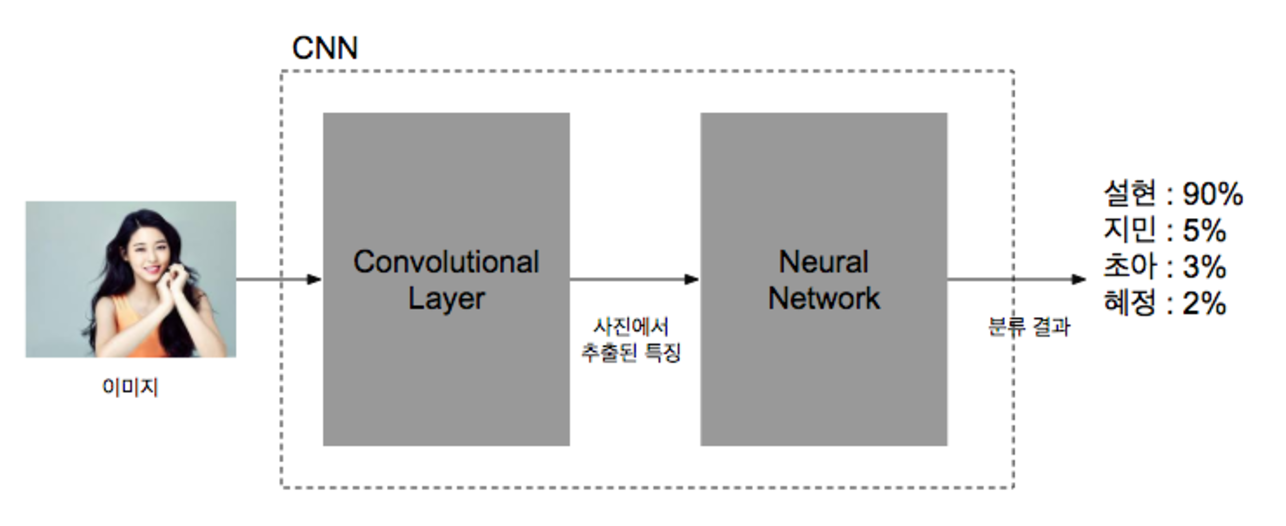 CNN
이미지
Convolutional
Layer
사진에서
추출된 특징
Neural
Network
분류 결과
설현 : 90%
지민 : 5%
초아 : 3%
혜정 : 2%